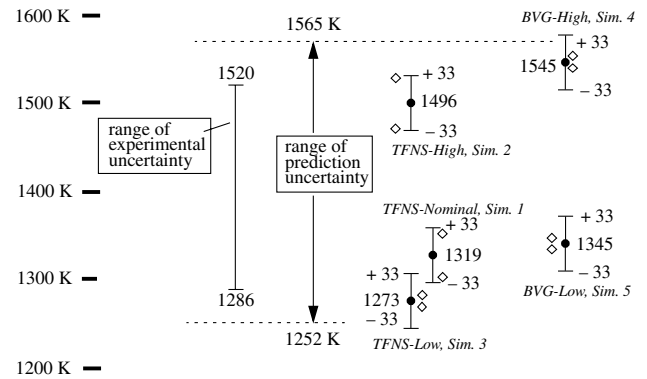 1600 K
1565 K
BVG-High, Sim. 4
+ 33
1545
– 33
1520
+ 33
1496
– 33
TFNS-High, Sim. 2
1500 K
range of
experimental
uncertainty
range of
prediction
uncertainty
1400 K
TFNS-Nominal, Sim. 1
+ 33
1319
– 33
+ 33
1345
– 33
BVG-Low, Sim. 5
1300 K
1286
+ 33
1273
– 33
TFNS-Low, Sim. 3
1252 K
1200 K